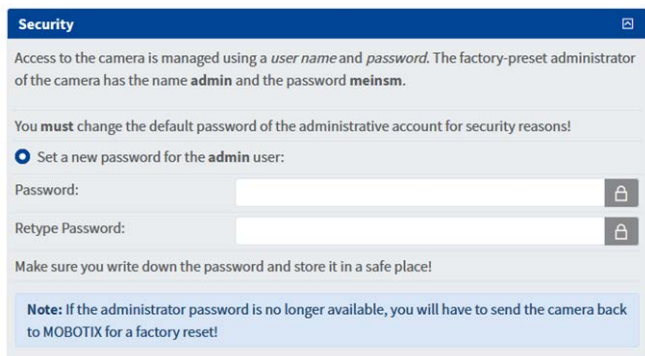 Security
Access to the camera is managed using a user name and password. The factory-preset administrator
of the camera has the name admin and the password meinsm.
You must change the default password of the administrative account for security reasons!
Set a new password for the admin user:
Password:
Retype Password:
Make sure you write down the password and store it in a safe place!
Note: If the administrator password is no longer available, you will have to send the camera back
to MOBOTIX for a factory reset!